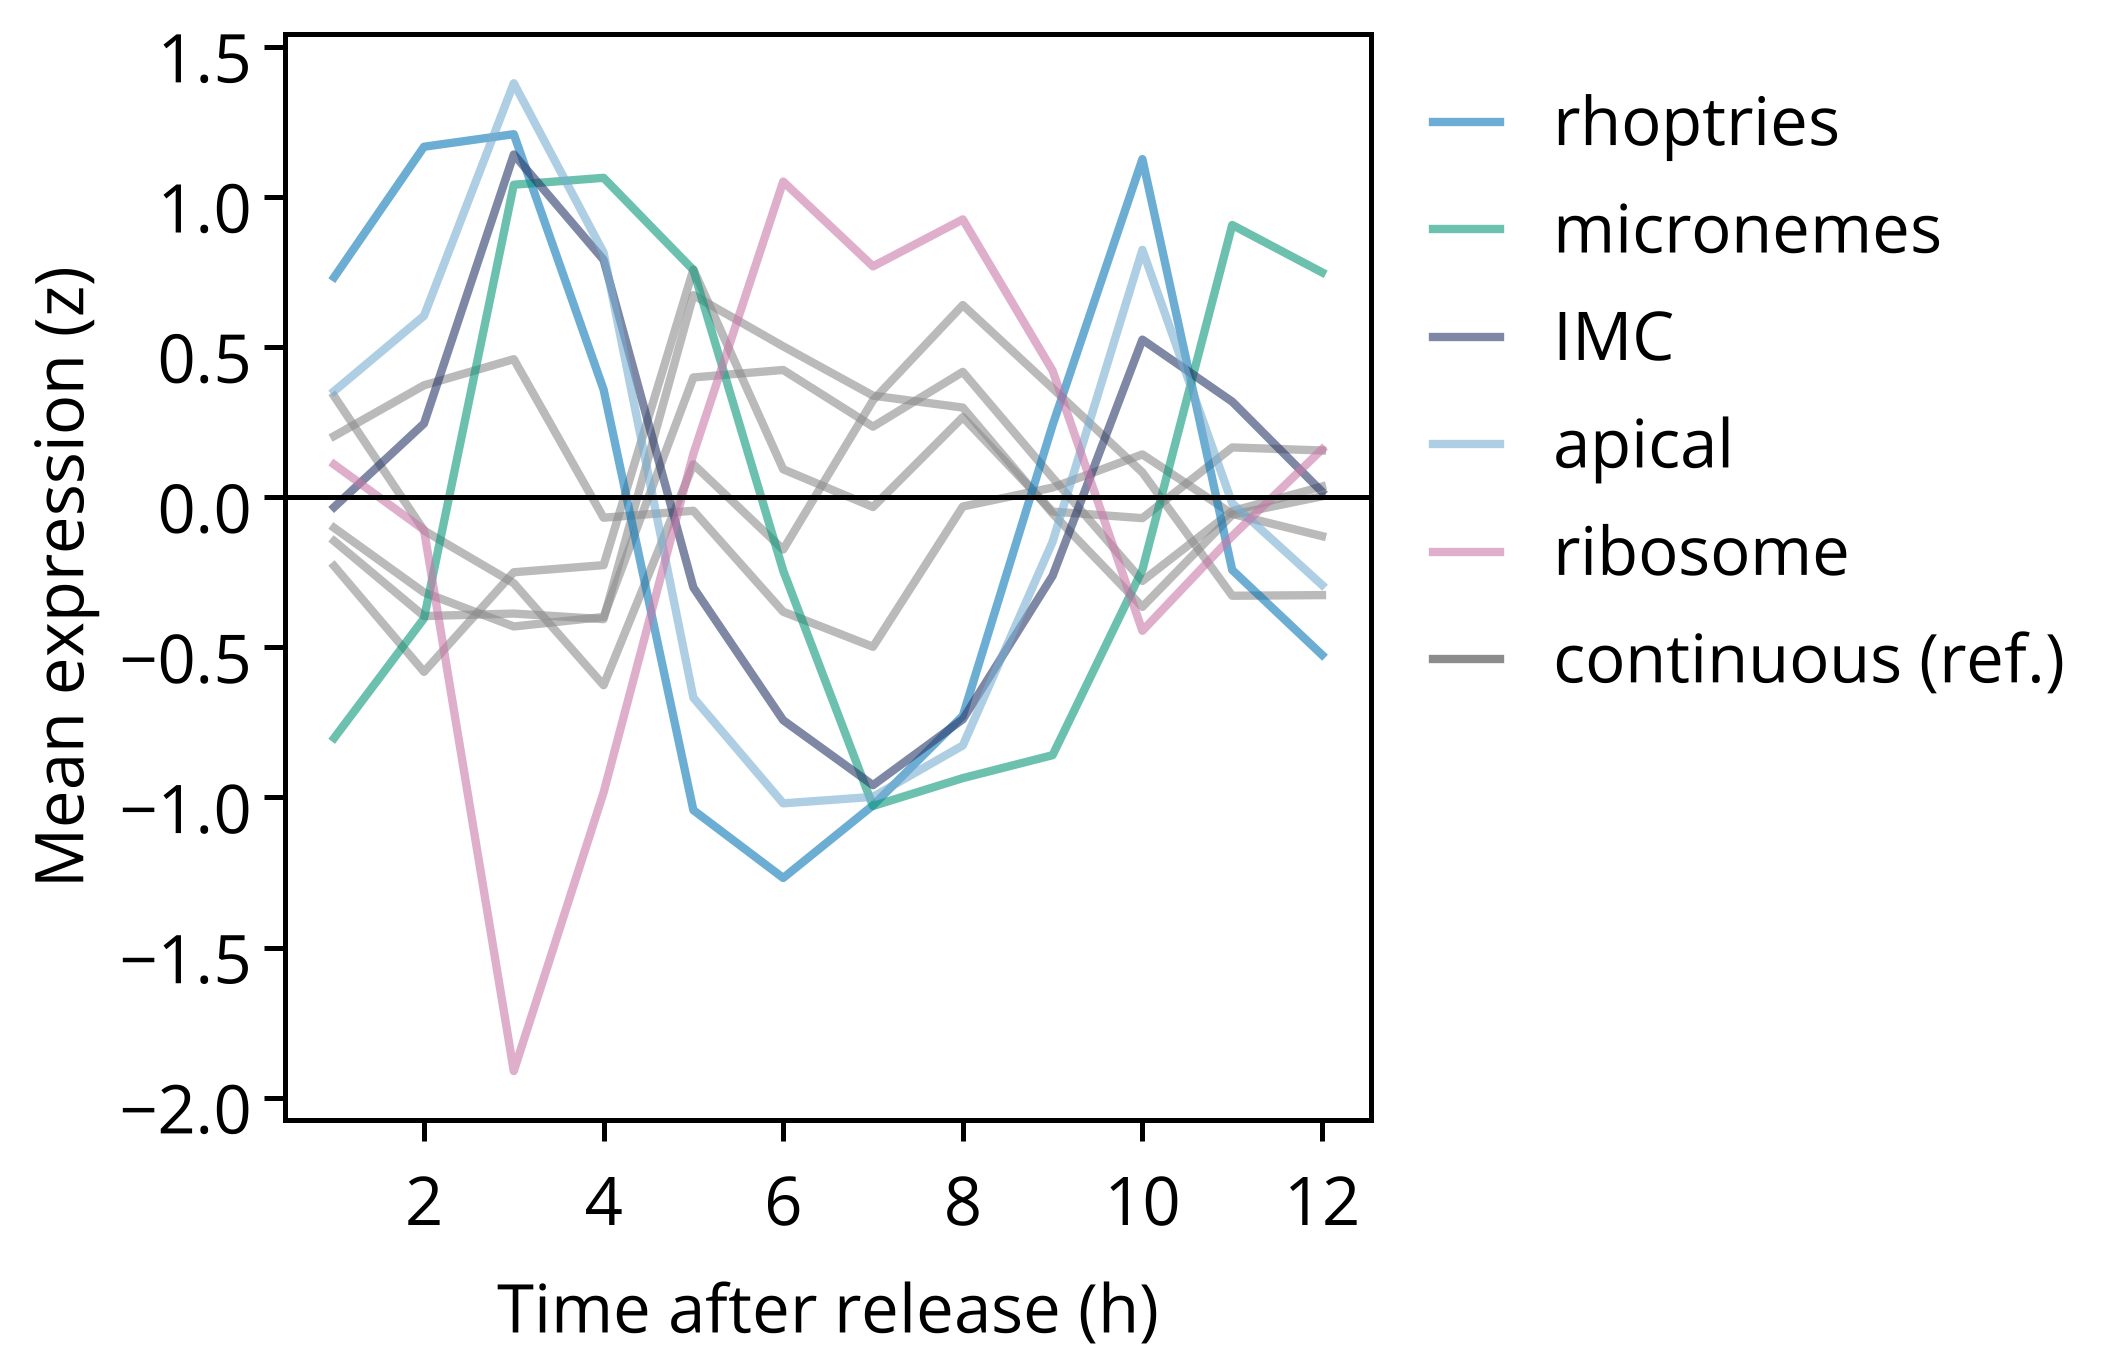 1.5
1.0
0.5
0.0
−0.5
−1.0
−1.5
−2.0
Mean expression (z)
2 4 6 8 10 12
Time after release (h)
rhoptries
micronemes
IMC
apical
ribosome
continuous (ref.)